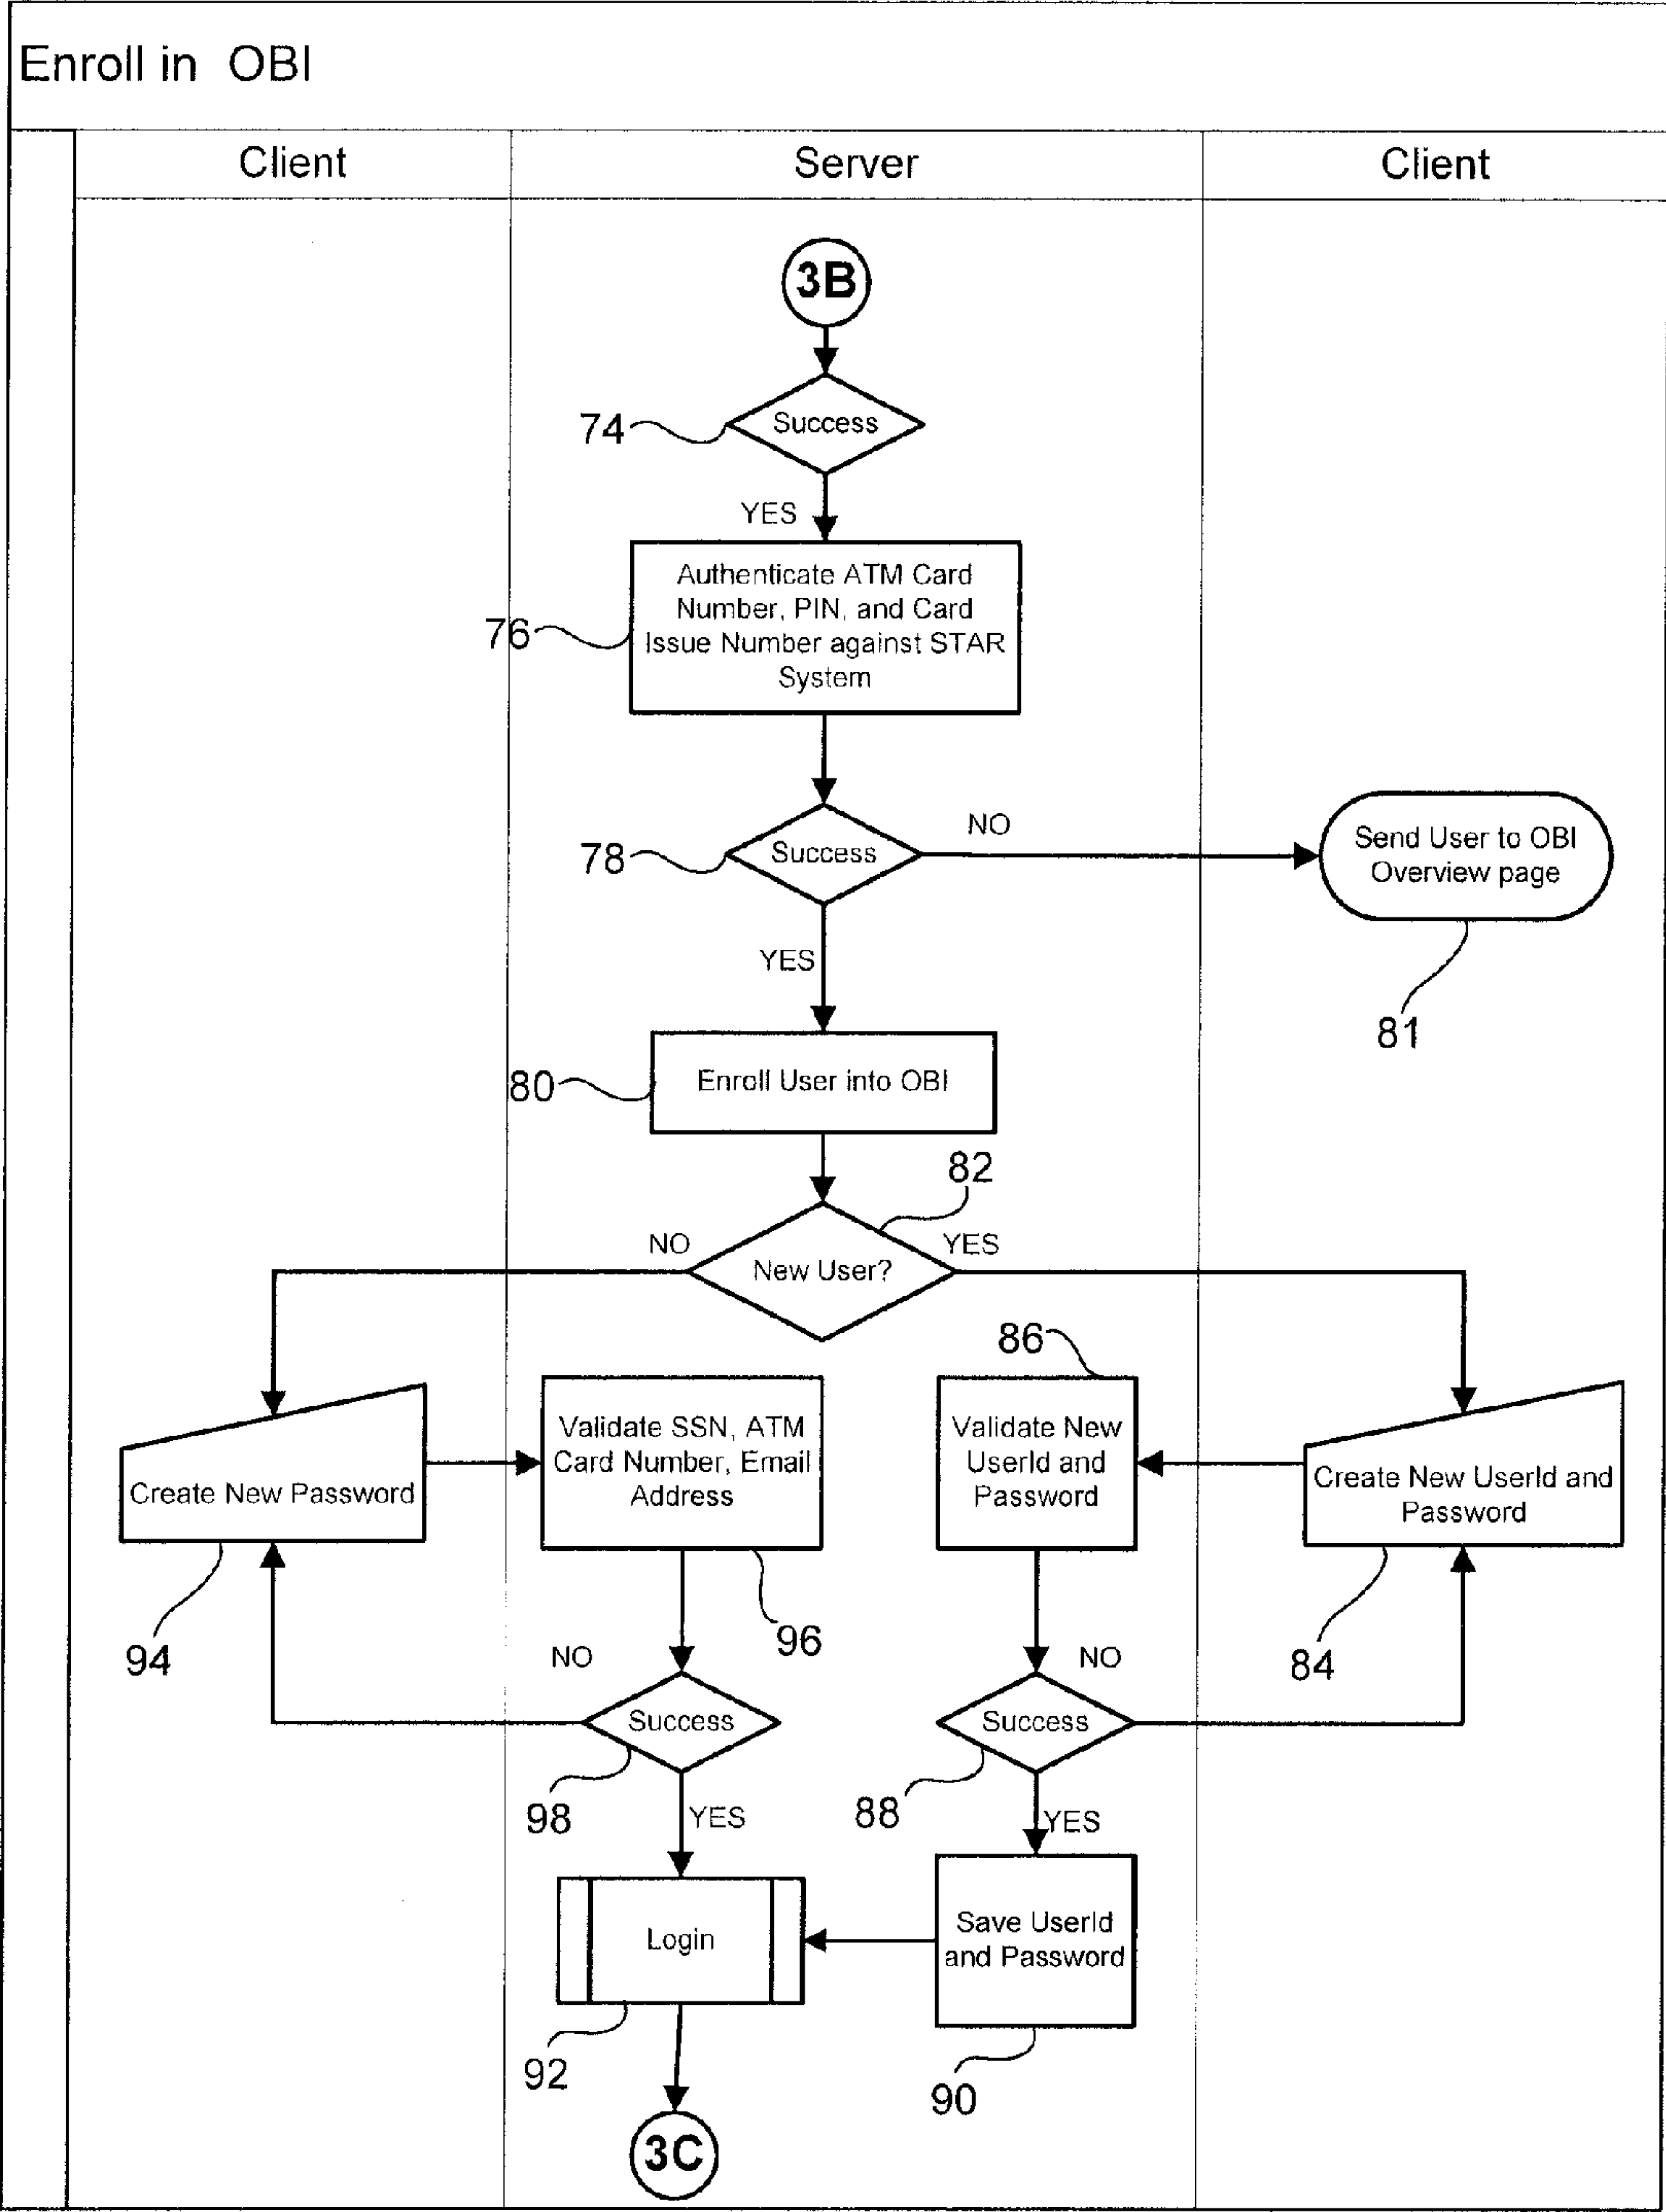 Enroll in OBI
Client
Server
Client
3B
74
Success
YES
76
Authenticate ATM Card
Number, PIN, and Card
Issue Number against STAR
System
78
Success
NO
Send User to OBI
Overview page
81
YES
80
Enroll User into OBI
82
NO
New User?
YES
86
Create New Password
94
Validate SSN, ATM
Card Number, Email
Address
96
Validate New
UserId and
Password
Create New UserId and
Password
84
NO
Success
98
NO
Success
88
YES
YES
Login
92
Save UserId
and Password
90
3C